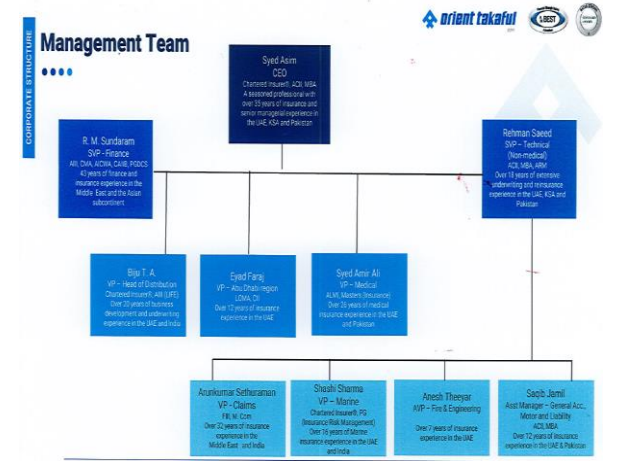 CORPORATE STRUCTURE
Management Team
orient takaful
BEST
Syed Asim
CEO
Chartered Insurer®, ACII, MBA
A seasoned professional with
over 35 years of insurance and
senior managerial experience in
the UAE, KSA and Pakistan
R. M. Sundaram
SVP - Finance
AIII, CMA, AICWA, CAIIB, PGDCS
43 years of finance and
insurance experience in the
Middle East and the Asian
subcontinent
Rehman Saeed
SVP – Technical
(Non-medical)
ACII, MBA, ARM
Over 18 years of extensive
underwriting and reinsurance
experience in the UAE, KSA and
Pakistan
Biju T. A.
VP – Head of Distribution
Chartered Insurer®, AIII (LIFE)
Over 20 years of business
development and underwriting
experience in the UAE and India
Eyad Faraj
VP – Abu Dhabi region
LOMA, CII
Over 12 years of insurance
experience in the UAE
Syed Amir Ali
VP – Medical
ALMI, Masters (Insurance)
Over 26 years of medical
insurance experience in the UAE
and Pakistan
Arunkumar Setheraman
VP - Claims
FIII, M. Com
Over 32 years of insurance
experience in the
Middle East and India
Shashi Sharma
VP – Marine
Chartered Insurer®, PG
(Insurance Risk Management)
Over 16 years of Marine
insurance experience in the UAE
and India
Anesh Theeyar
AVP – Fire & Engineering
Over 7 years of insurance
experience in the UAE
Saqib Jamil
Asst Manager – General Acc.,
Motor and Liability
ACII, MBA
Over 12 years of insurance
experience in the UAE & Pakistan